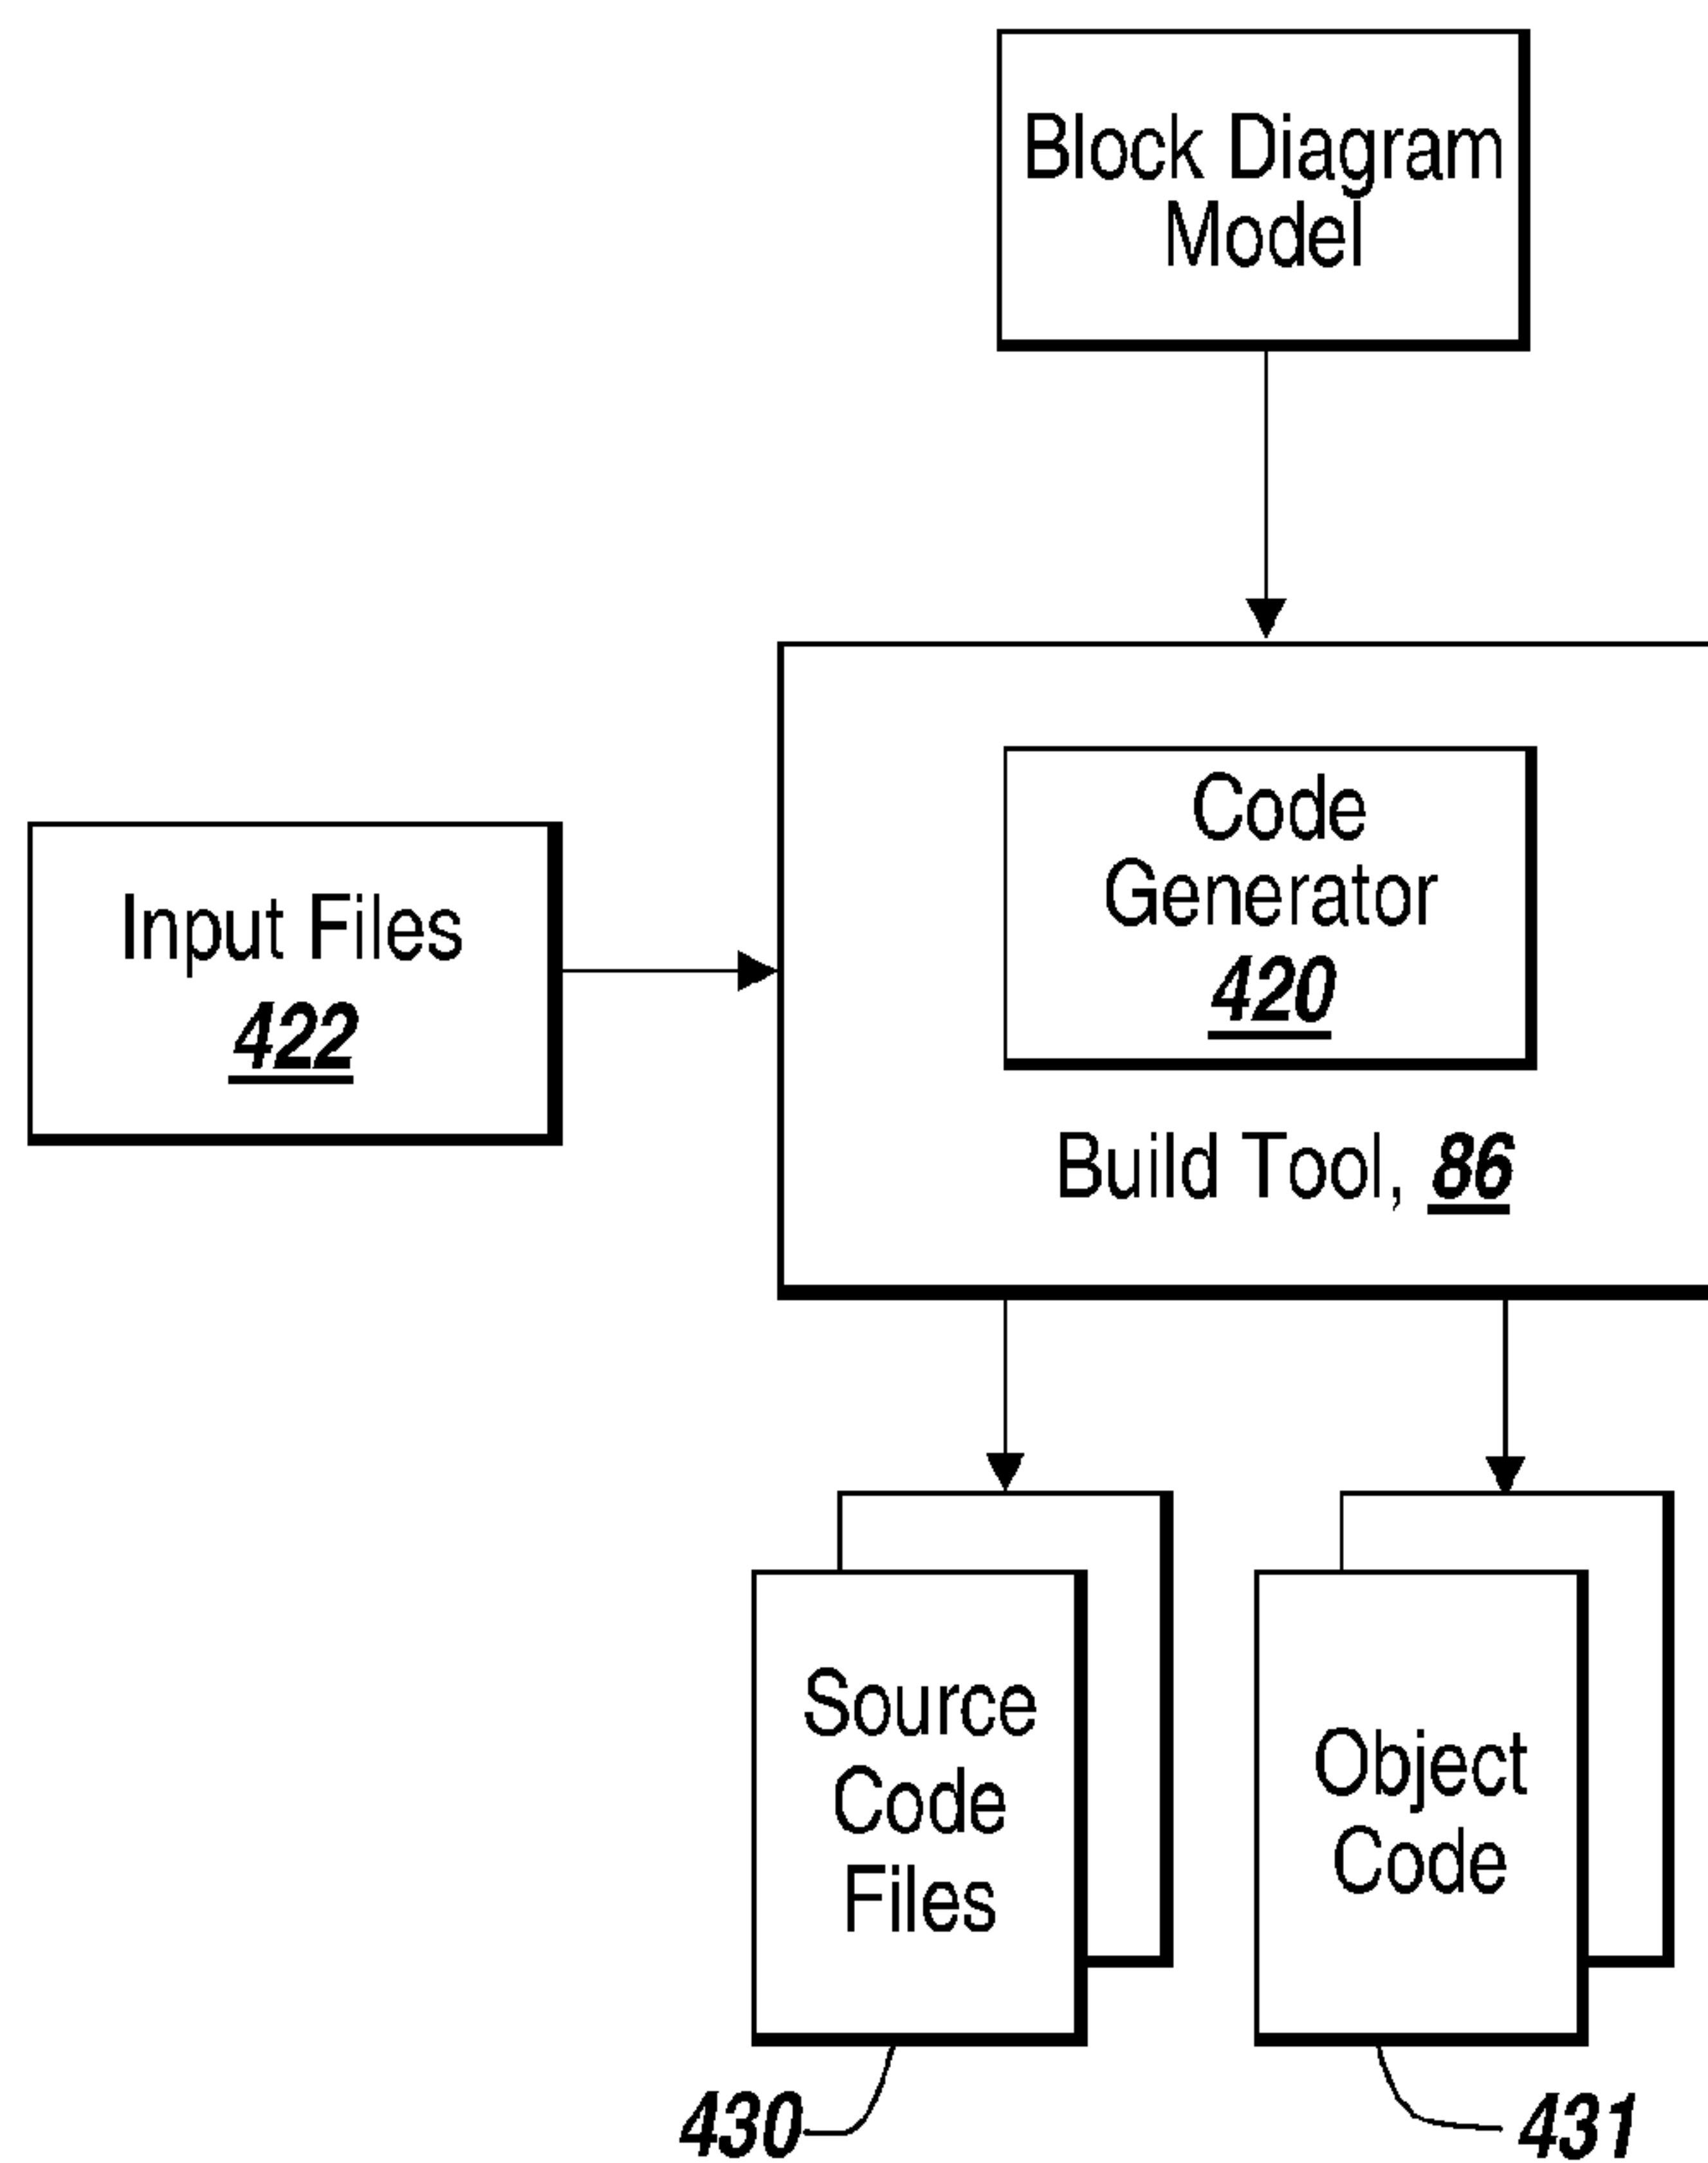 Block Diagram
Model
Code
Generator
420
Input Files
422
Build Tool, 86
Source
Code
Files
Object
Code
430
431